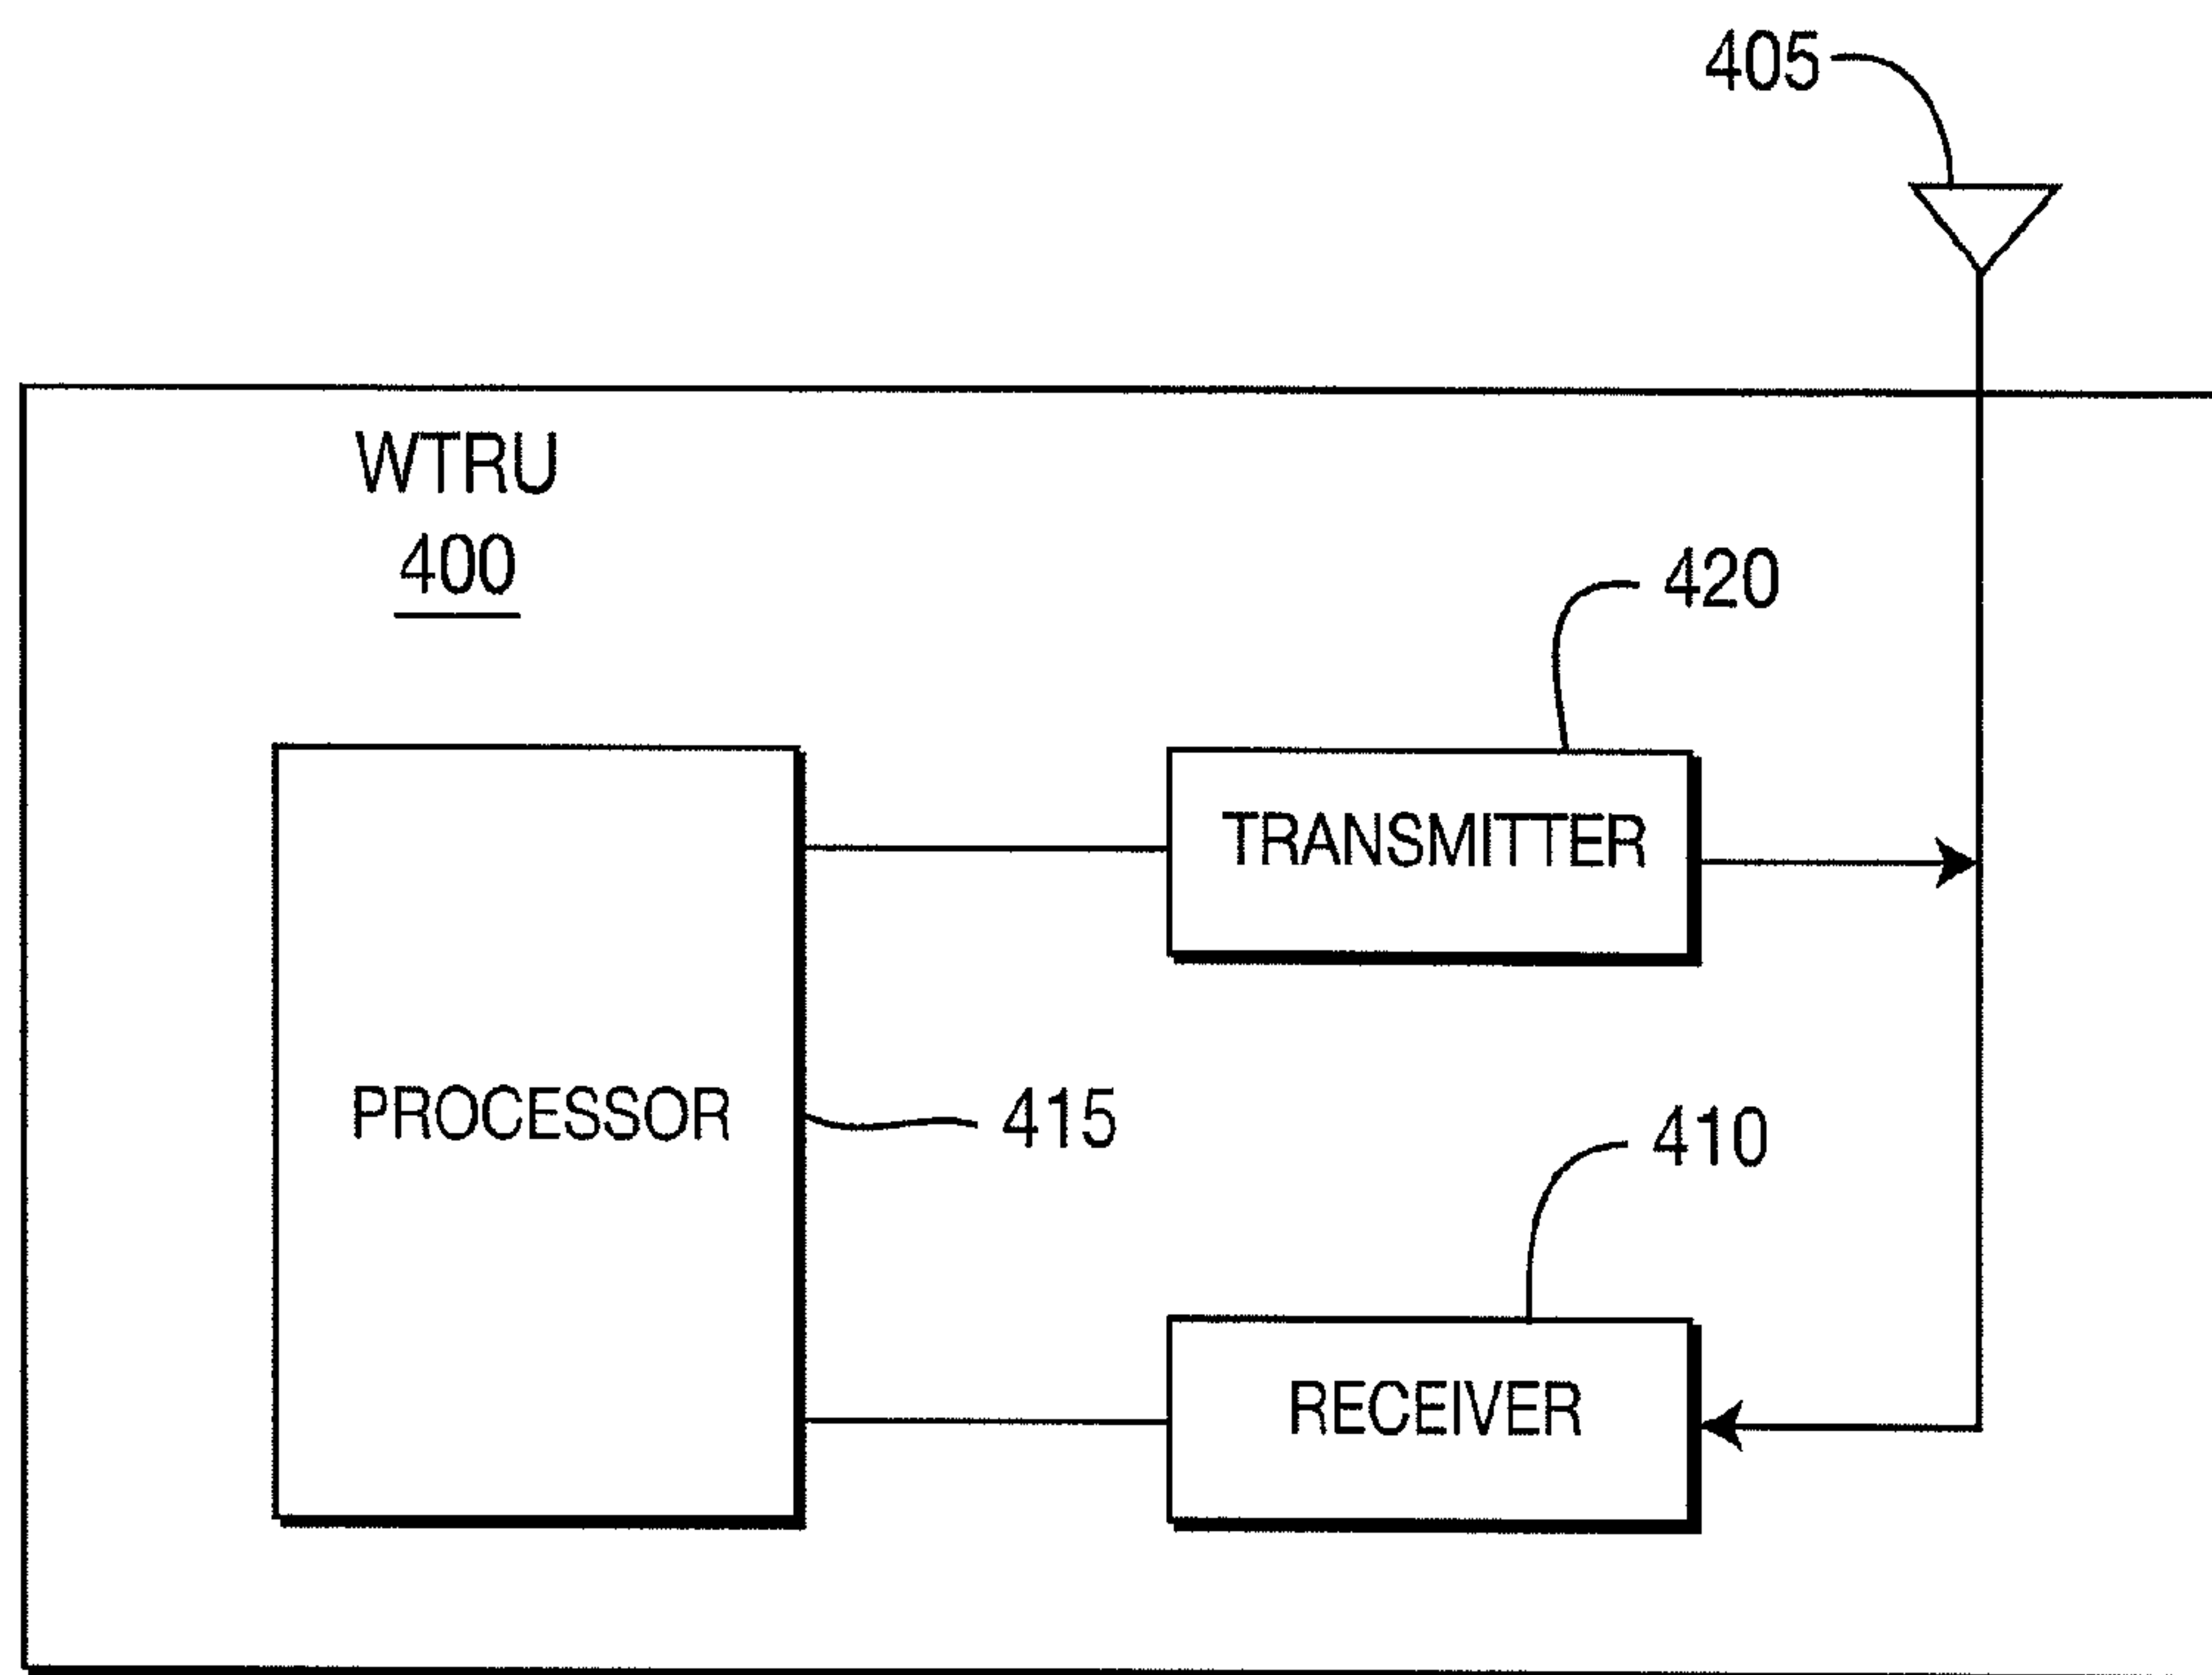 405
WTRU
400
420
TRANSMITTER
PROCESSOR
415
410
RECEIVER